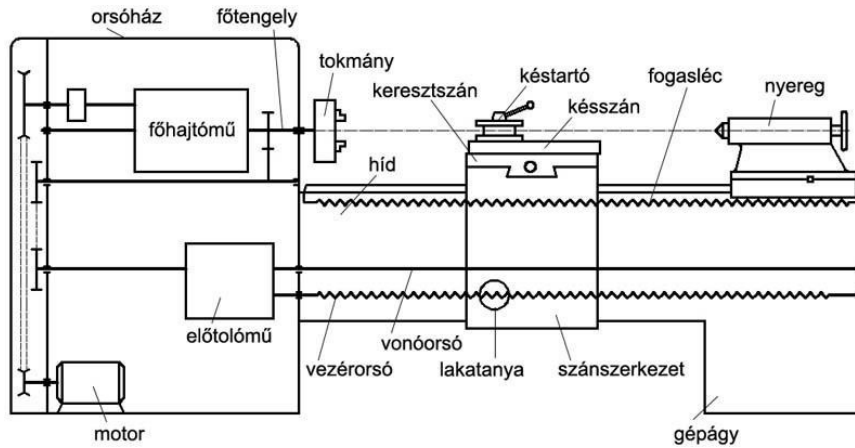 orsóház
főtengely
tokmány
keresztszán
késtartó
késszán
fogasléc
nyereg
főhajtómű
híd
előtolómű
vezérorsó
vonóorsó
lakatanya
szánszerkezet
motor
gépágy